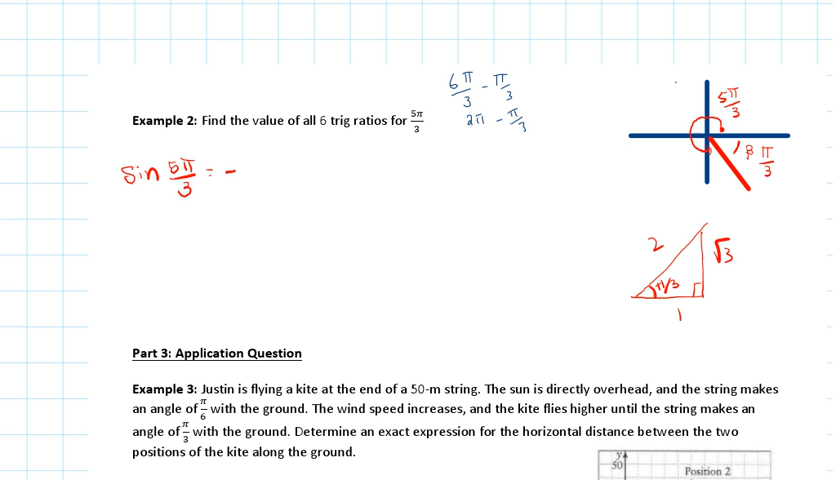 6π/3 - π/3
Example 2: Find the value of all 6 trig ratios for 5π/3
2π - π/3
5π/3
β π/3
sin 5π/3 = -
2
√3
π/3
1
Part 3: Application Question
Example 3: Justin is flying a kite at the end of a 50-m string. The sun is directly overhead, and the string makes
an angle of π/6 with the ground. The wind speed increases, and the kite flies higher until the string makes an
angle of π/3 with the ground. Determine an exact expression for the horizontal distance between the two
positions of the kite along the ground.
y
50
Position 2